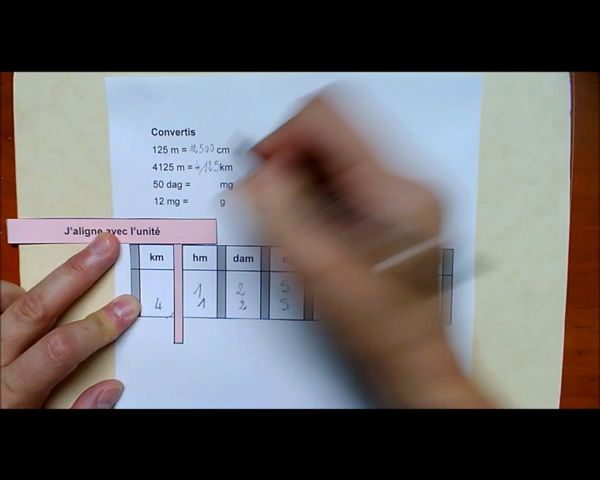 Convertis
125 m = 12500 cm
4125 m = 4,125 km
50 dag = mg
12 mg = g
J'aligne avec l'unité
km hm dam
1 2 5
4, 1 2 5